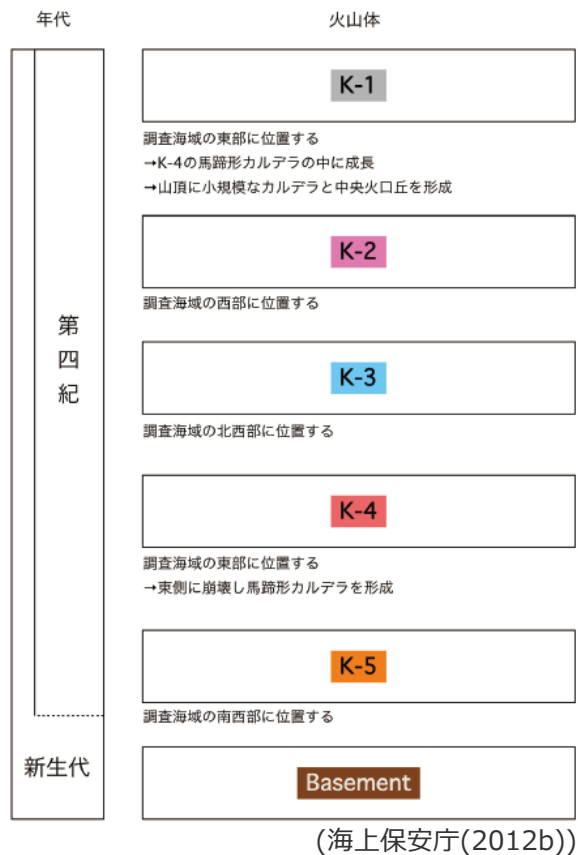 年代 火山体
K-1
調査海域の東部に位置する
→K-4の馬蹄形カルデラの中に成長
→山頂に小規模なカルデラと中央火口丘を形成
K-2
調査海域の西部に位置する
第四紀
K-3
調査海域の北西部に位置する
K-4
調査海域の東部に位置する
→東側に崩壊し馬蹄形カルデラを形成
K-5
調査海域の南西部に位置する
新生代
Basement
(海上保安庁(2012b))